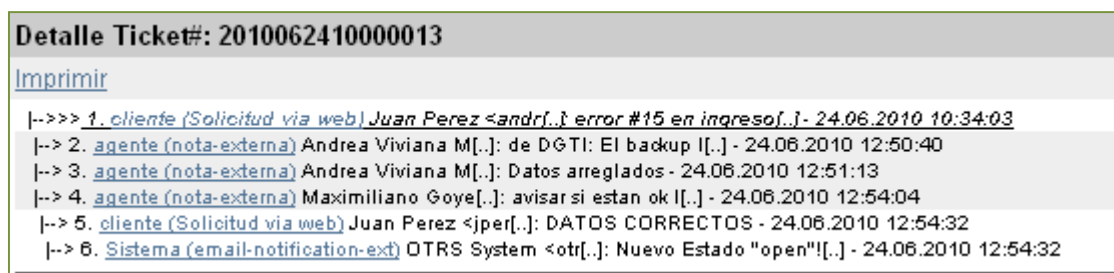 Detalle Ticket#: 2010062410000013
Imprimir
|-->>> 1. cliente (Solicitud via web) Juan Perez <andr[..]: error #15 en ingreso[..] - 24.06.2010 10:34:03
|--> 2. agente (nota-externa) Andrea Viviana M[..]: de DGTI: El backup l[..] - 24.06.2010 12:50:40
|--> 3. agente (nota-externa) Andrea Viviana M[..]: Datos arreglados - 24.06.2010 12:51:13
|--> 4. agente (nota-externa) Maximiliano Goye[..]: avisar si estan ok l[..] - 24.06.2010 12:54:04
|--> 5. cliente (Solicitud via web) Juan Perez <jper[..]: DATOS CORRECTOS - 24.06.2010 12:54:32
|--> 6. Sistema (email-notification-ext) OTRS System <otr[..]: Nuevo Estado "open"![..] - 24.06.2010 12:54:32